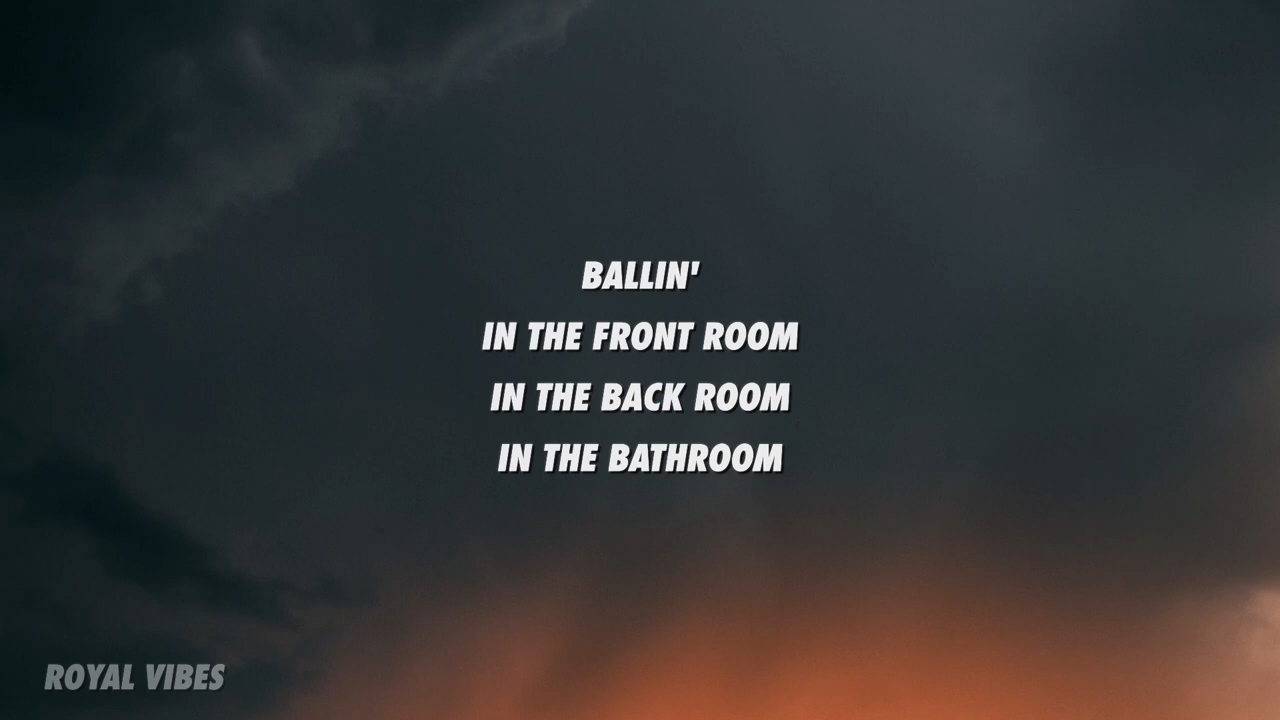 BALLIN'
IN THE FRONT ROOM
IN THE BACK ROOM
IN THE BATHROOM
ROYAL VIBES